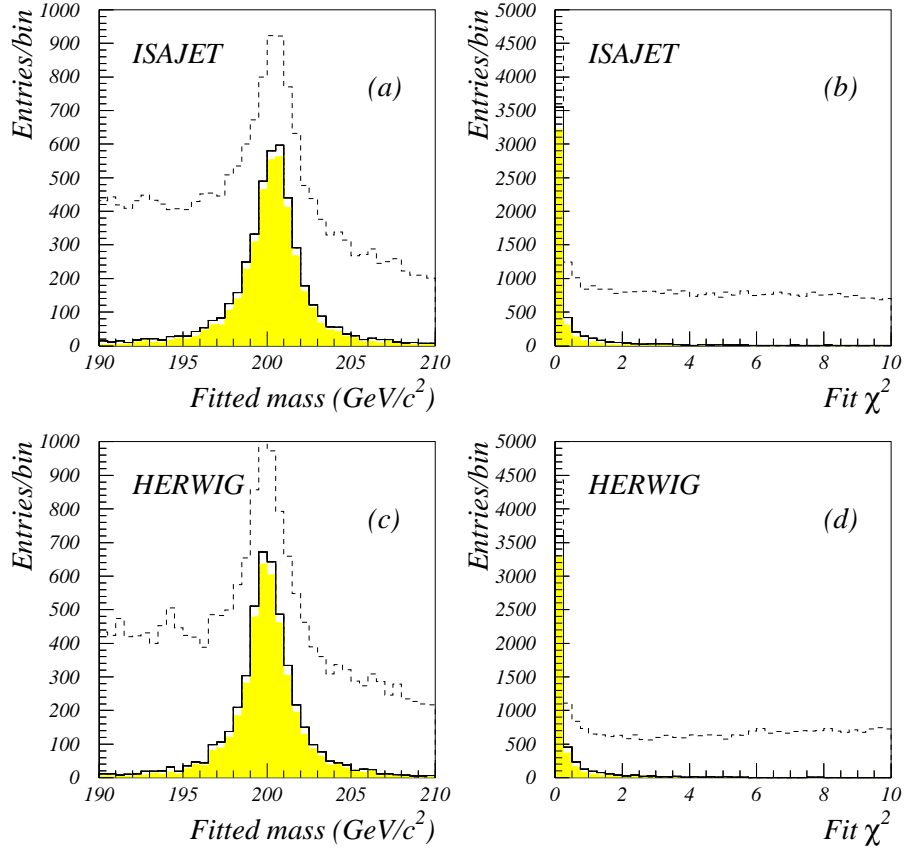 Entries/bin
1000
900
800
700
600
500
400
300
200
100
0
190 195 200 205 210
ISAJET
(a)
Fitted mass (GeV/c²)
Entries/bin
5000
4500
4000
3500
3000
2500
2000
1500
1000
500
0
0 2 4 6 8 10
ISAJET
(b)
Fit χ²
Entries/bin
1000
900
800
700
600
500
400
300
200
100
0
190 195 200 205 210
HERWIG
(c)
Fitted mass (GeV/c²)
Entries/bin
5000
4500
4000
3500
3000
2500
2000
1500
1000
500
0
0 2 4 6 8 10
HERWIG
(d)
Fit χ²